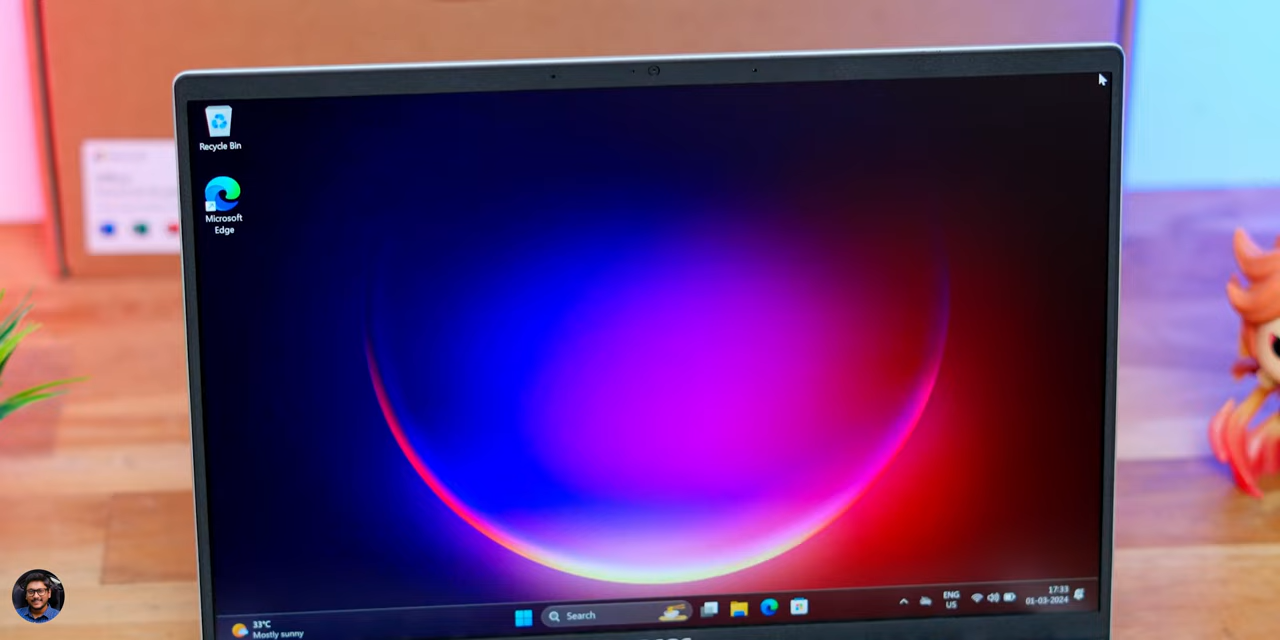 Recycle Bin
Microsoft
Edge
33°C
Mostly sunny
Search
ENG
US
17:33
01-03-2024